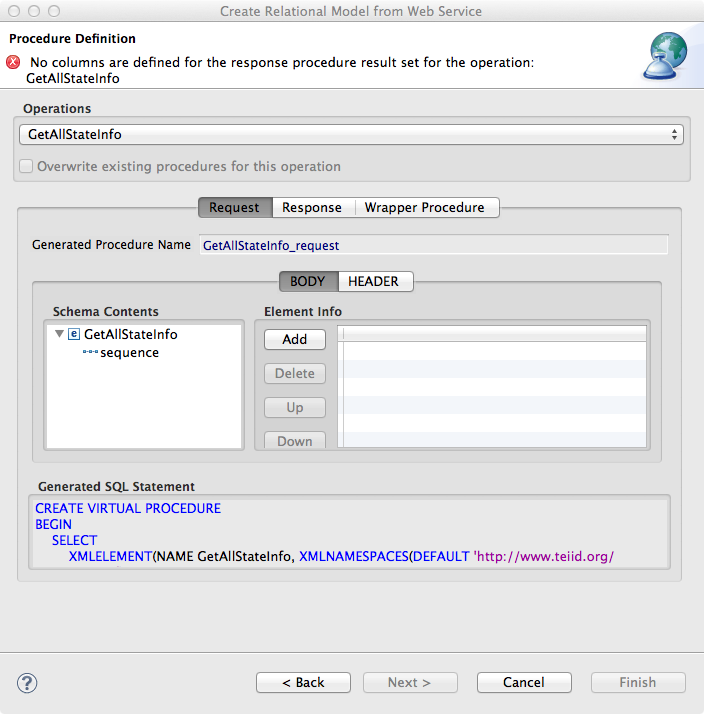 Create Relational Model from Web Service
Procedure Definition
No columns are defined for the response procedure result set for the operation:
GetAllStateInfo
Operations
GetAllStateInfo
Overwrite existing procedures for this operation
Request Response Wrapper Procedure
Generated Procedure Name GetAllStateInfo_request
BODY HEADER
Schema Contents Element Info
e GetAllStateInfo
sequence
Add
Delete
Up
Down
Generated SQL Statement
CREATE VIRTUAL PROCEDURE
BEGIN
SELECT
XMLELEMENT(NAME GetAllStateInfo, XMLNAMESPACES(DEFAULT 'http://www.teiid.org/
? < Back Next > Cancel Finish